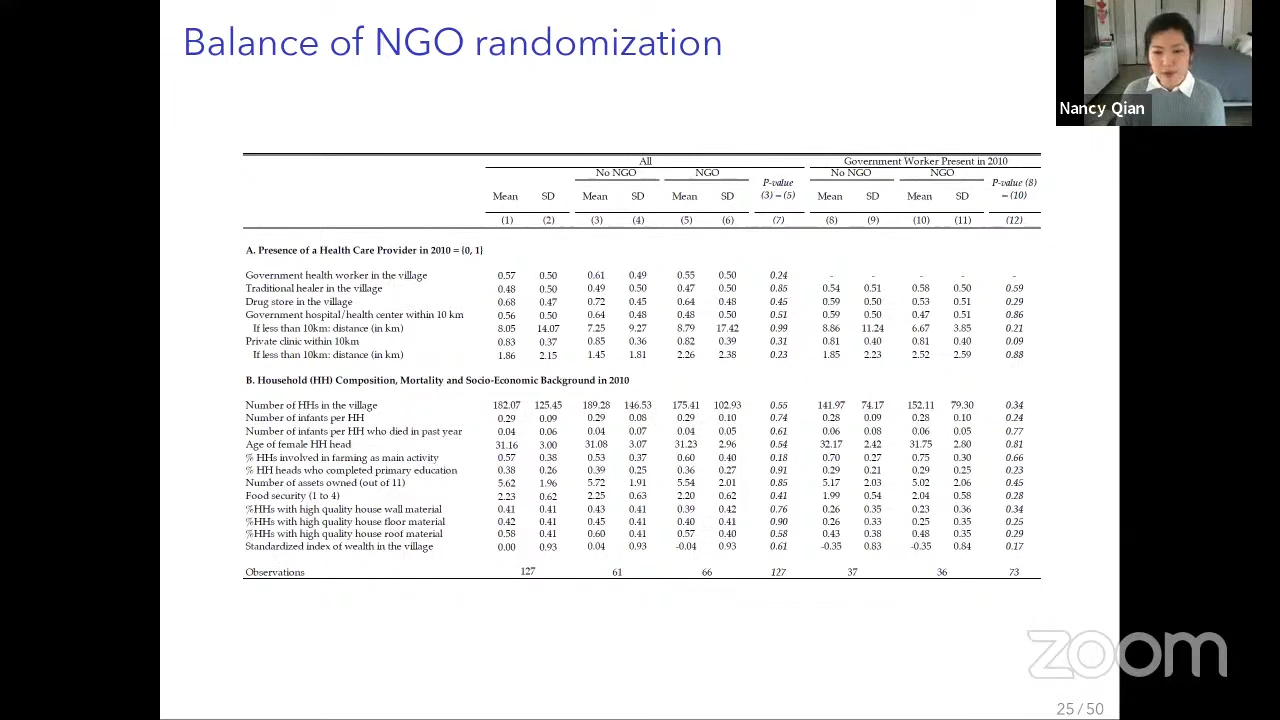 Balance of NGO randomization
Nancy Qian
All Government Worker Present in 2010
No NGO NGO No NGO NGO
Mean SD Mean SD Mean SD P-value (3) – (5) Mean SD Mean SD P-value (8) – (10)
(1) (2) (3) (4) (5) (6) (7) (8) (9) (10) (11) (12)
A. Presence of a Health Care Provider in 2010 = {0, 1}
Government health worker in the village 0.57 0.50 0.61 0.49 0.55 0.50 0.24 - - - - -
Traditional healer in the village 0.48 0.50 0.49 0.50 0.47 0.50 0.85 0.54 0.51 0.58 0.50 0.59
Drug store in the village 0.68 0.47 0.72 0.45 0.64 0.48 0.45 0.59 0.50 0.53 0.51 0.29
Government hospital/health center within 10 km 0.56 0.50 0.64 0.48 0.48 0.50 0.51 0.59 0.50 0.47 0.51 0.86
If less than 10km: distance (in km) 8.05 14.07 7.25 9.27 8.79 17.42 0.99 8.86 11.24 6.67 3.85 0.21
Private clinic within 10km 0.83 0.37 0.85 0.36 0.82 0.39 0.31 0.81 0.40 0.81 0.40 0.09
If less than 10km: distance (in km) 1.86 2.15 1.45 1.81 2.26 2.38 0.23 1.85 2.23 2.52 2.59 0.88
B. Household (HH) Composition, Mortality and Socio-Economic Background in 2010
Number of HHs in the village 182.07 125.45 189.28 146.53 175.41 102.93 0.55 141.97 74.17 152.11 79.30 0.34
Number of infants per HH 0.29 0.09 0.29 0.08 0.29 0.10 0.74 0.28 0.09 0.28 0.10 0.24
Number of infants per HH who died in past year 0.04 0.06 0.04 0.07 0.04 0.05 0.61 0.06 0.08 0.06 0.05 0.77
Age of female HH head 31.16 3.00 31.08 3.07 31.23 2.96 0.54 32.17 2.42 31.75 2.80 0.81
% HHs involved in farming as main activity 0.57 0.38 0.53 0.37 0.60 0.40 0.18 0.70 0.27 0.75 0.30 0.66
% HH heads who completed primary education 0.38 0.26 0.39 0.25 0.36 0.27 0.91 0.29 0.21 0.29 0.25 0.23
Number of assets owned (out of 11) 5.62 1.96 5.72 1.91 5.54 2.01 0.85 5.17 2.03 5.02 2.06 0.45
Food security (1 to 4) 2.23 0.62 2.25 0.63 2.20 0.62 0.41 1.99 0.54 2.04 0.58 0.28
%HHs with high quality house wall material 0.41 0.41 0.43 0.41 0.39 0.42 0.76 0.26 0.35 0.23 0.36 0.34
%HHs with high quality house floor material 0.42 0.41 0.45 0.41 0.40 0.41 0.90 0.26 0.33 0.25 0.35 0.25
%HHs with high quality house roof material 0.58 0.41 0.60 0.41 0.57 0.40 0.58 0.43 0.38 0.48 0.35 0.29
Standardized index of wealth in the village 0.00 0.93 0.04 0.93 -0.04 0.93 0.61 -0.35 0.83 -0.35 0.84 0.17
Observations 127 61 66 127 37 36 73
zoom
25 / 50